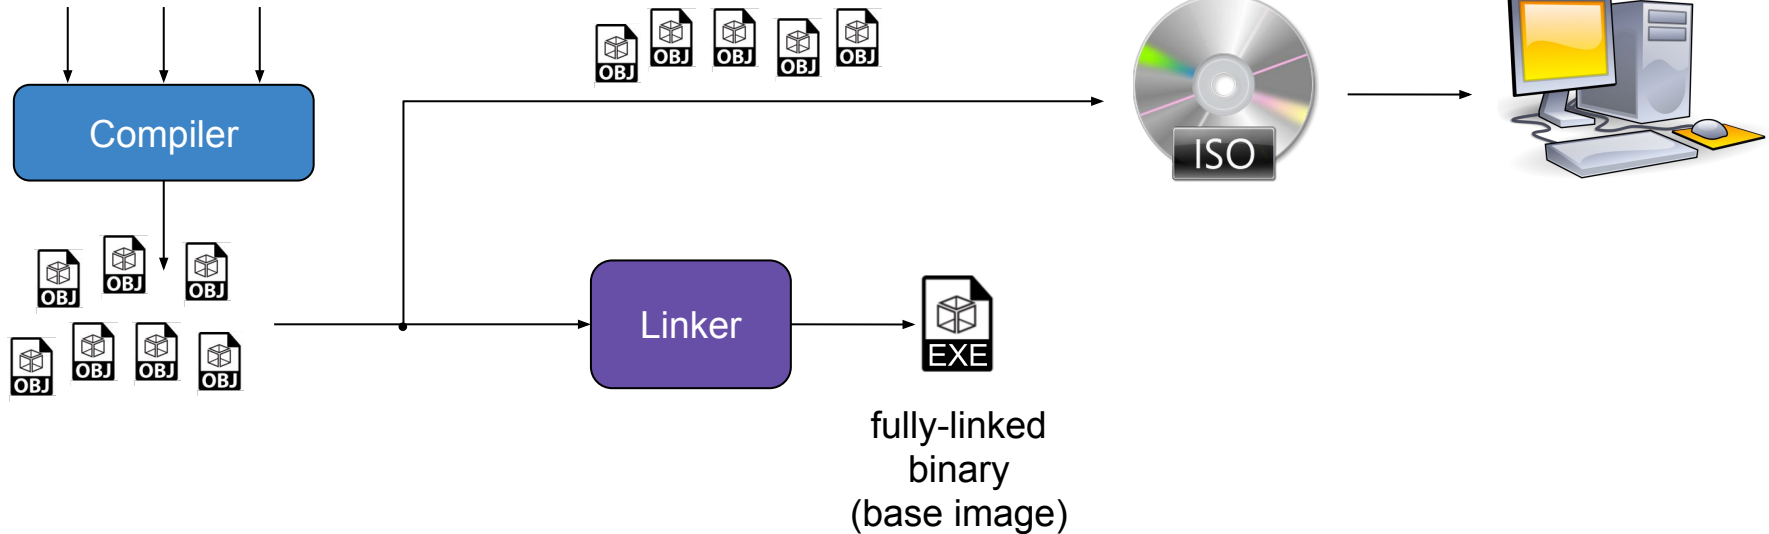 OBJ
OBJ
OBJ
OBJ
OBJ
Compiler
ISO
OBJ
OBJ
OBJ
OBJ
OBJ
OBJ
OBJ
Linker
EXE
fully-linked
binary
(base image)